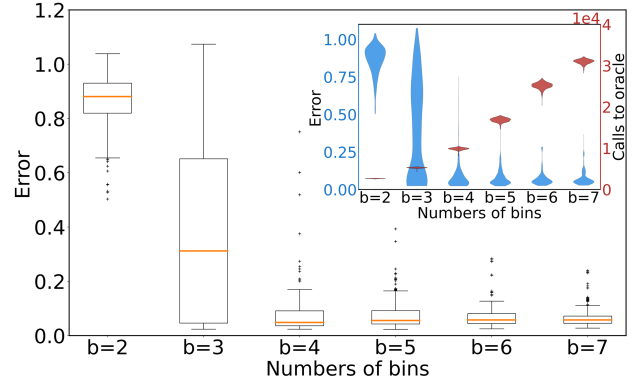 1.2
1.0
0.8
0.6
0.4
0.2
0.0
Error
b=2 b=3 b=4 b=5 b=6 b=7
Numbers of bins
1e4
1.00
0.75
0.50
0.25
0.00
Error
4
3
2
1
0
Calls to oracle
b=2 b=3 b=4 b=5 b=6 b=7
Numbers of bins